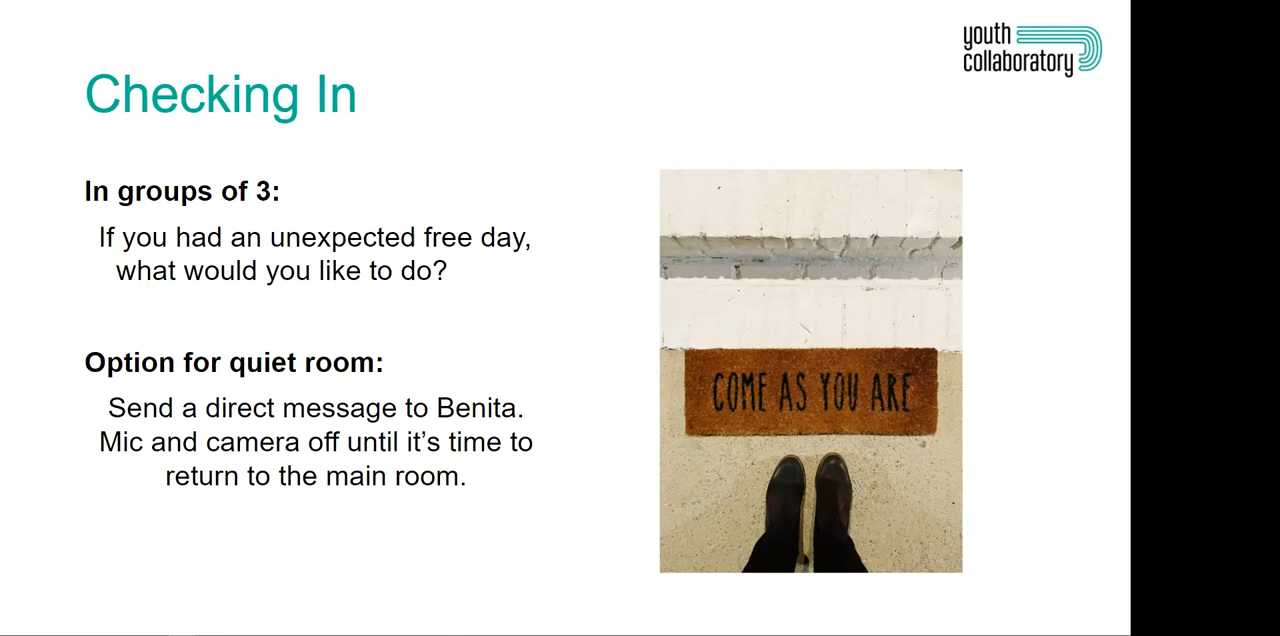 youth
collaboratory
Checking In
In groups of 3:
If you had an unexpected free day,
what would you like to do?
Option for quiet room:
Send a direct message to Benita.
Mic and camera off until it’s time to
return to the main room.
COME AS YOU ARE